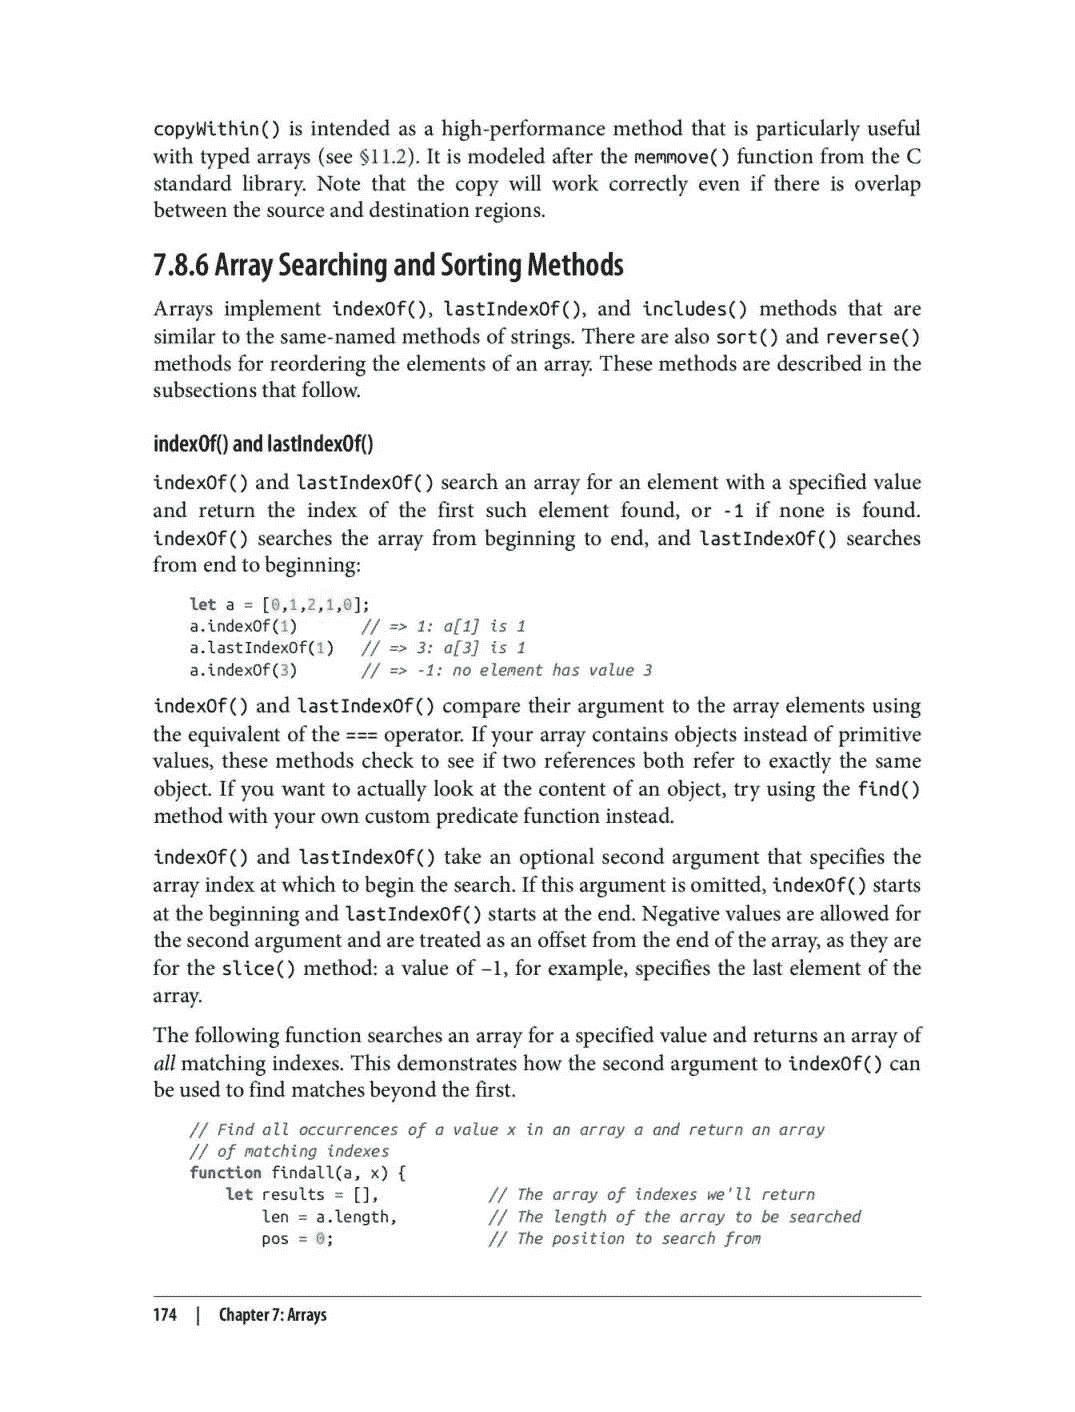 copyWithin() is intended as a high-performance method that is particularly useful
with typed arrays (see §11.2). It is modeled after the memmove() function from the C
standard library. Note that the copy will work correctly even if there is overlap
between the source and destination regions.
7.8.6 Array Searching and Sorting Methods
Arrays implement indexOf(), lastIndexOf(), and includes() methods that are
similar to the same-named methods of strings. There are also sort() and reverse()
methods for reordering the elements of an array. These methods are described in the
subsections that follow.
indexOf() and lastIndexOf()
indexOf() and lastIndexOf() search an array for an element with a specified value
and return the index of the first such element found, or -1 if none is found.
indexOf() searches the array from beginning to end, and lastIndexOf() searches
from end to beginning:
let a = [0,1,2,1,0];
a.indexOf(1)       // => 1: a[1] is 1
a.lastIndexOf(1)   // => 3: a[3] is 1
a.indexOf(3)       // => -1: no element has value 3
indexOf() and lastIndexOf() compare their argument to the array elements using
the equivalent of the === operator. If your array contains objects instead of primitive
values, these methods check to see if two references both refer to exactly the same
object. If you want to actually look at the content of an object, try using the find()
method with your own custom predicate function instead.
indexOf() and lastIndexOf() take an optional second argument that specifies the
array index at which to begin the search. If this argument is omitted, indexOf() starts
at the beginning and lastIndexOf() starts at the end. Negative values are allowed for
the second argument and are treated as an offset from the end of the array, as they are
for the slice() method: a value of –1, for example, specifies the last element of the
array.
The following function searches an array for a specified value and returns an array of
all matching indexes. This demonstrates how the second argument to indexOf() can
be used to find matches beyond the first.
// Find all occurrences of a value x in an array a and return an array
// of matching indexes
function findall(a, x) {
    let results = [],            // The array of indexes we'll return
        len = a.length,          // The length of the array to be searched
        pos = 0;                 // The position to search from
174 | Chapter 7: Arrays